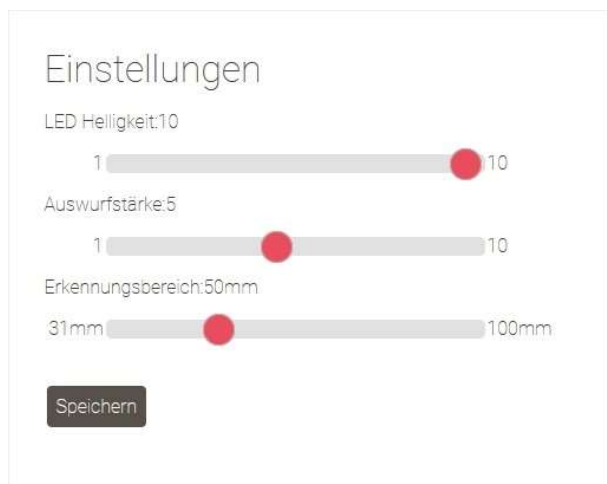 Einstellungen
LED Helligkeit:10
1 10
Auswurfstärke:5
1 10
Erkennungsbereich:50mm
31mm 100mm
Speichern